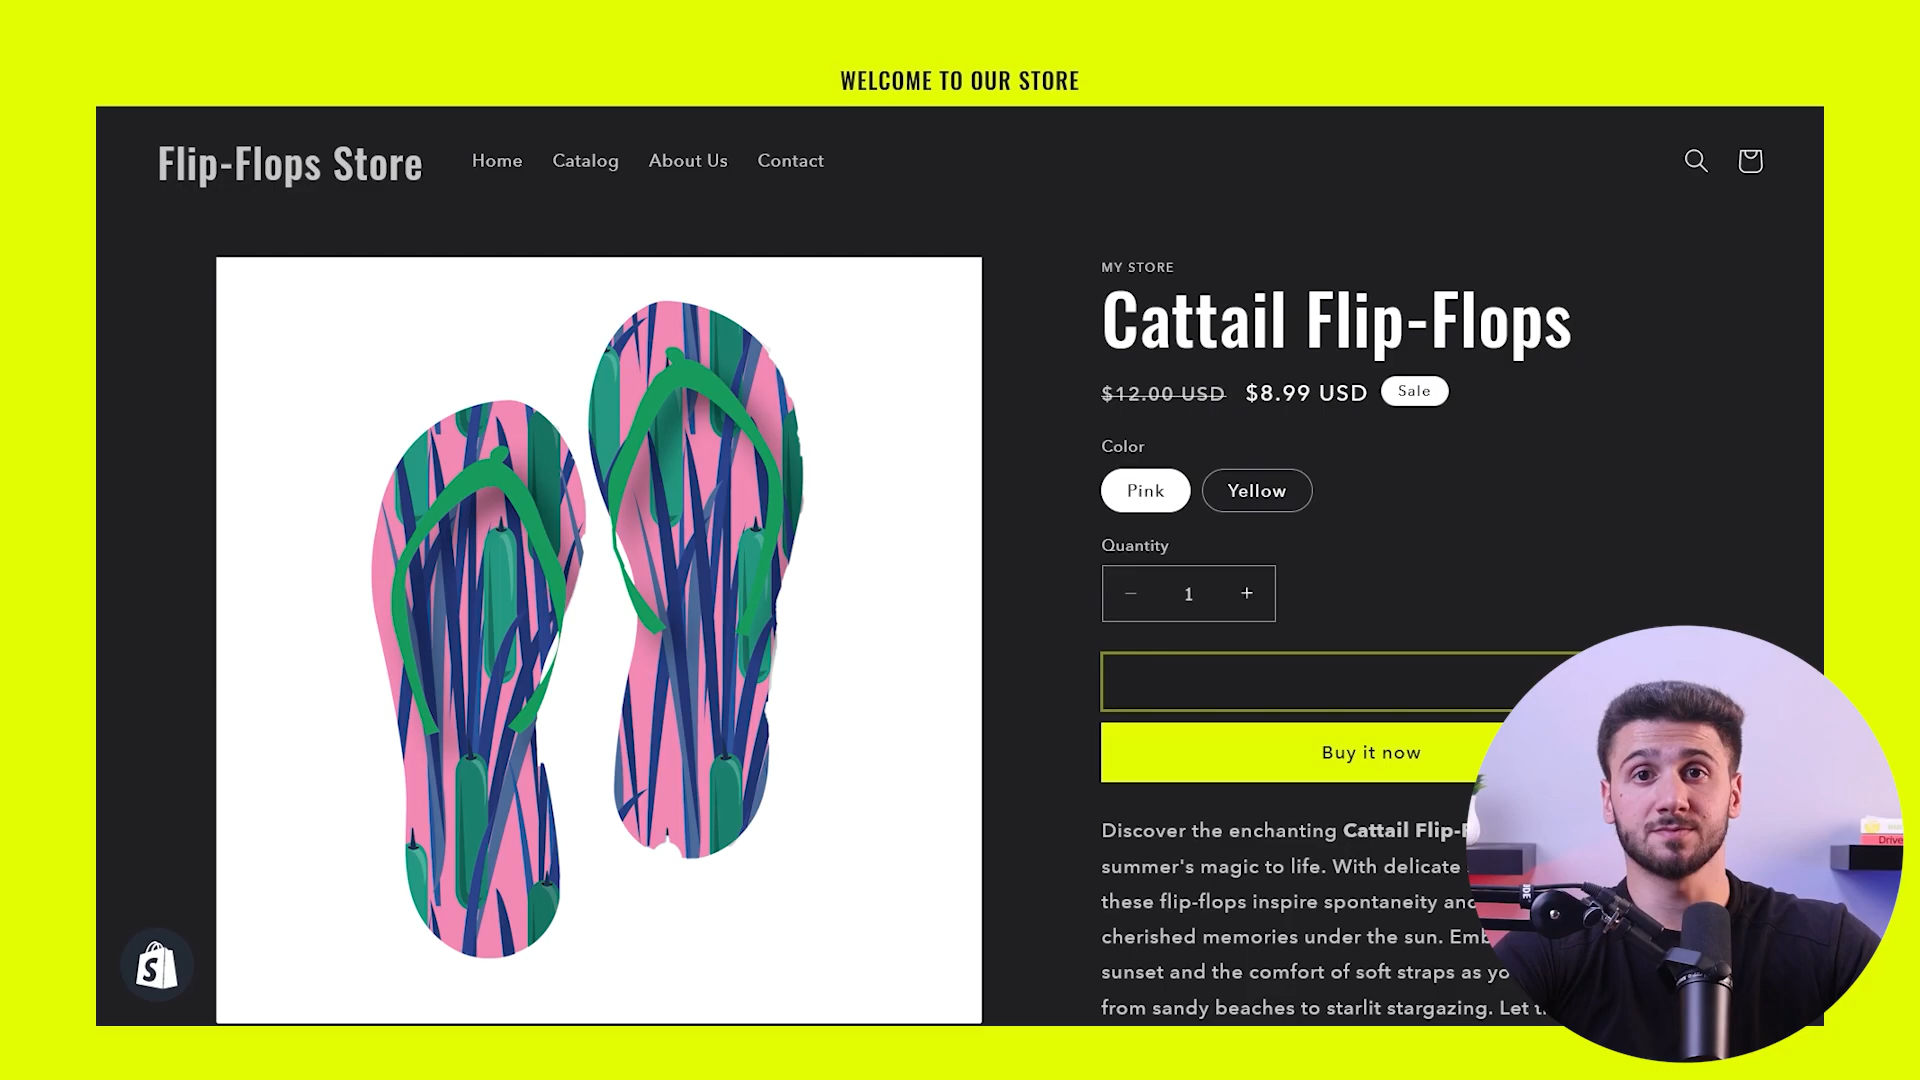 WELCOME TO OUR STORE
Flip-Flops Store
Home Catalog About Us Contact
MY STORE
Cattail Flip-Flops
$12.00 USD $8.99 USD Sale
Color
Pink Yellow
Quantity
− 1 +
Buy it now
Discover the enchanting Cattail Flip-F
summer's magic to life. With delicate
these flip-flops inspire spontaneity and
cherished memories under the sun. Emb
sunset and the comfort of soft straps as yo
from sandy beaches to starlit stargazing. Let
S
Drive